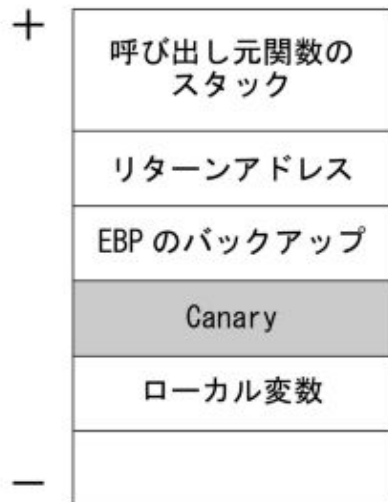 +
呼び出し元関数の
スタック
リターンアドレス
EBP のバックアップ
Canary
ローカル変数
−